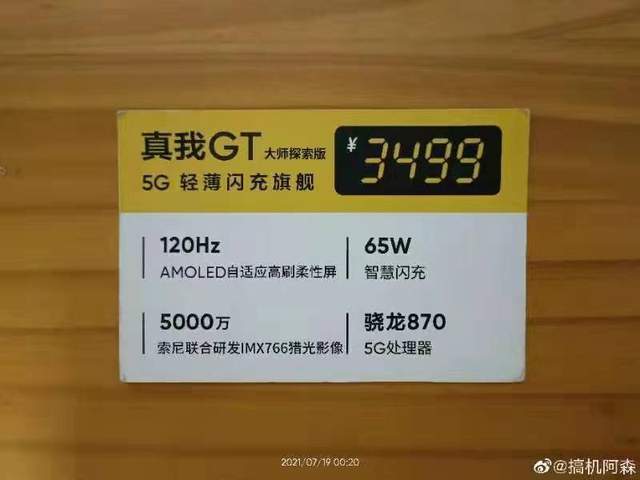 真我GT 大师探索版
¥3499
5G 轻薄闪充旗舰
120Hz
AMOLED自适应高刷柔性屏
65W
智慧闪充
5000万
索尼联合研发IMX766猎光影像
骁龙870
5G处理器
2021/07/19 00:20
@搞机阿森